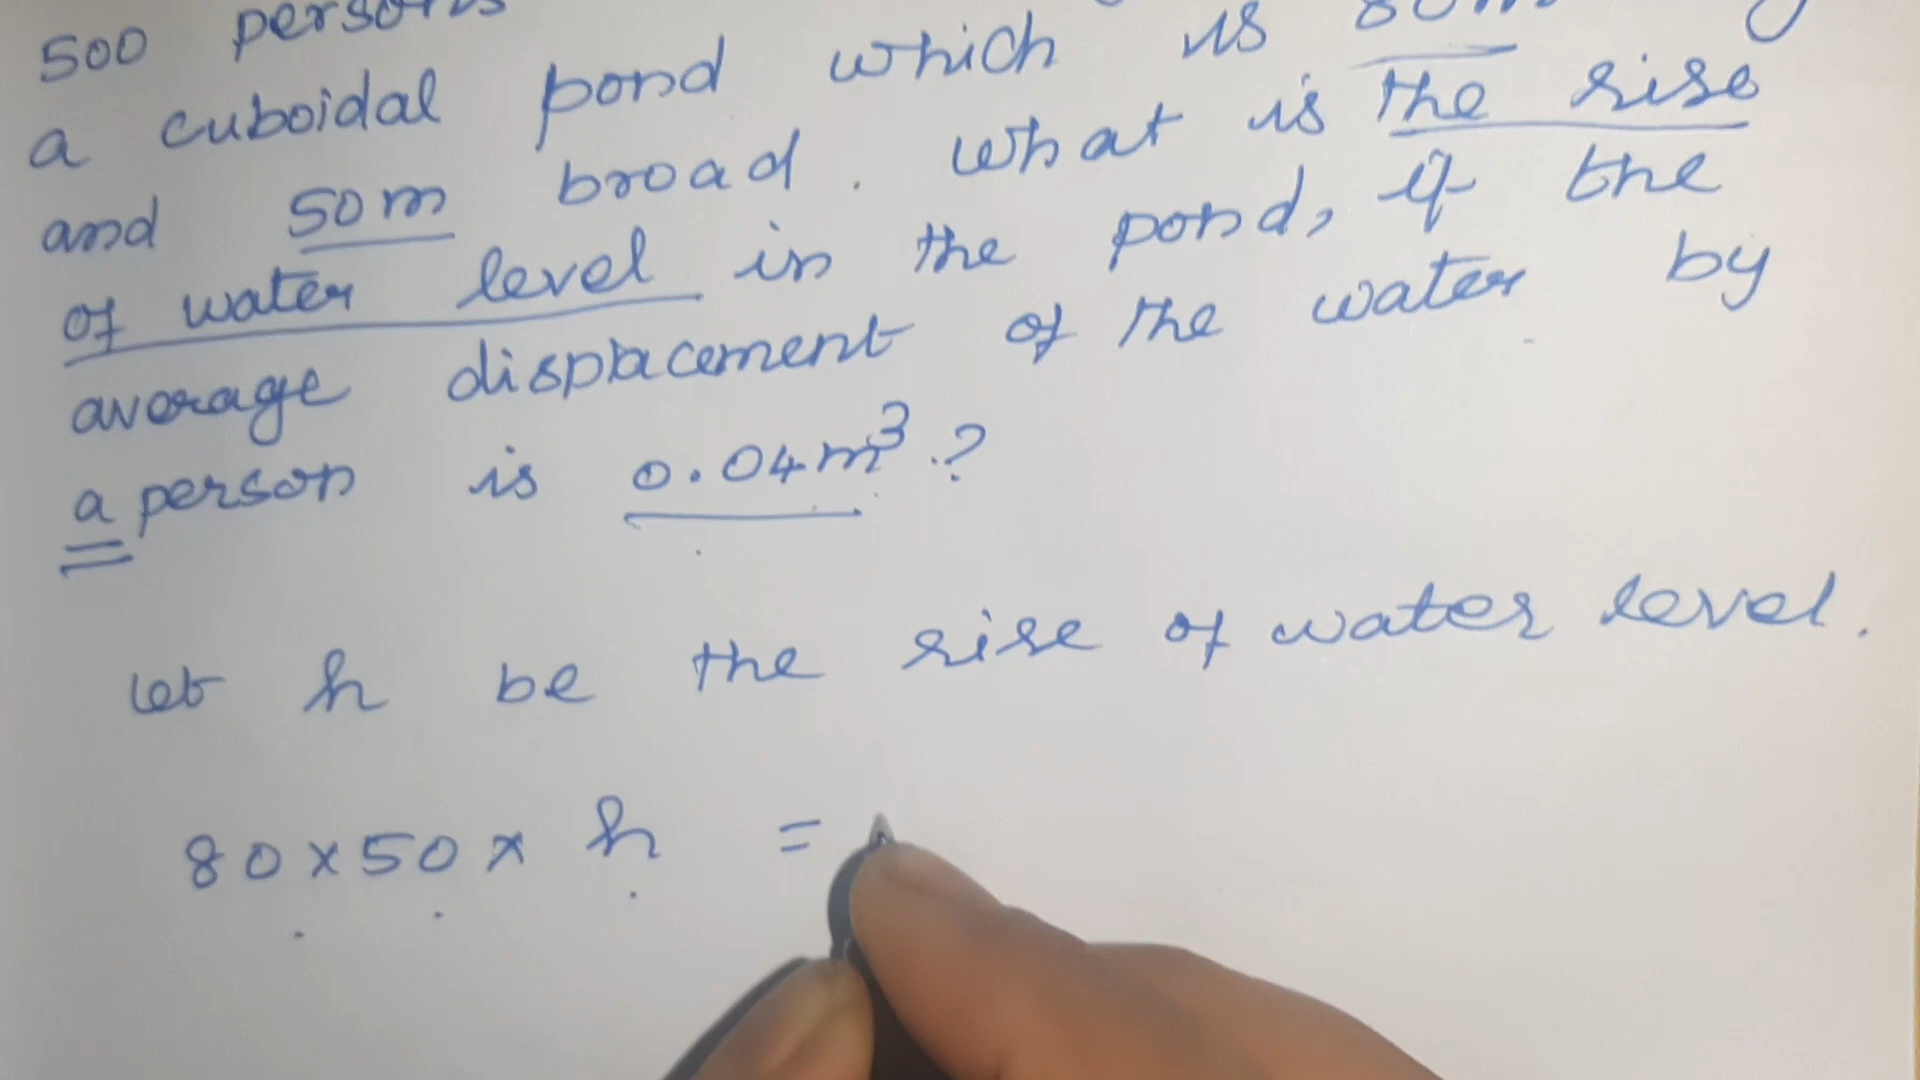 500 persons
a cuboidal pond which is 80m
and 50m broad. What is the rise
of water level in the pond, if the
average displacement of the water by
a person is 0.04m³.?
Let h be the rise of water level.
80 x 50 x h =